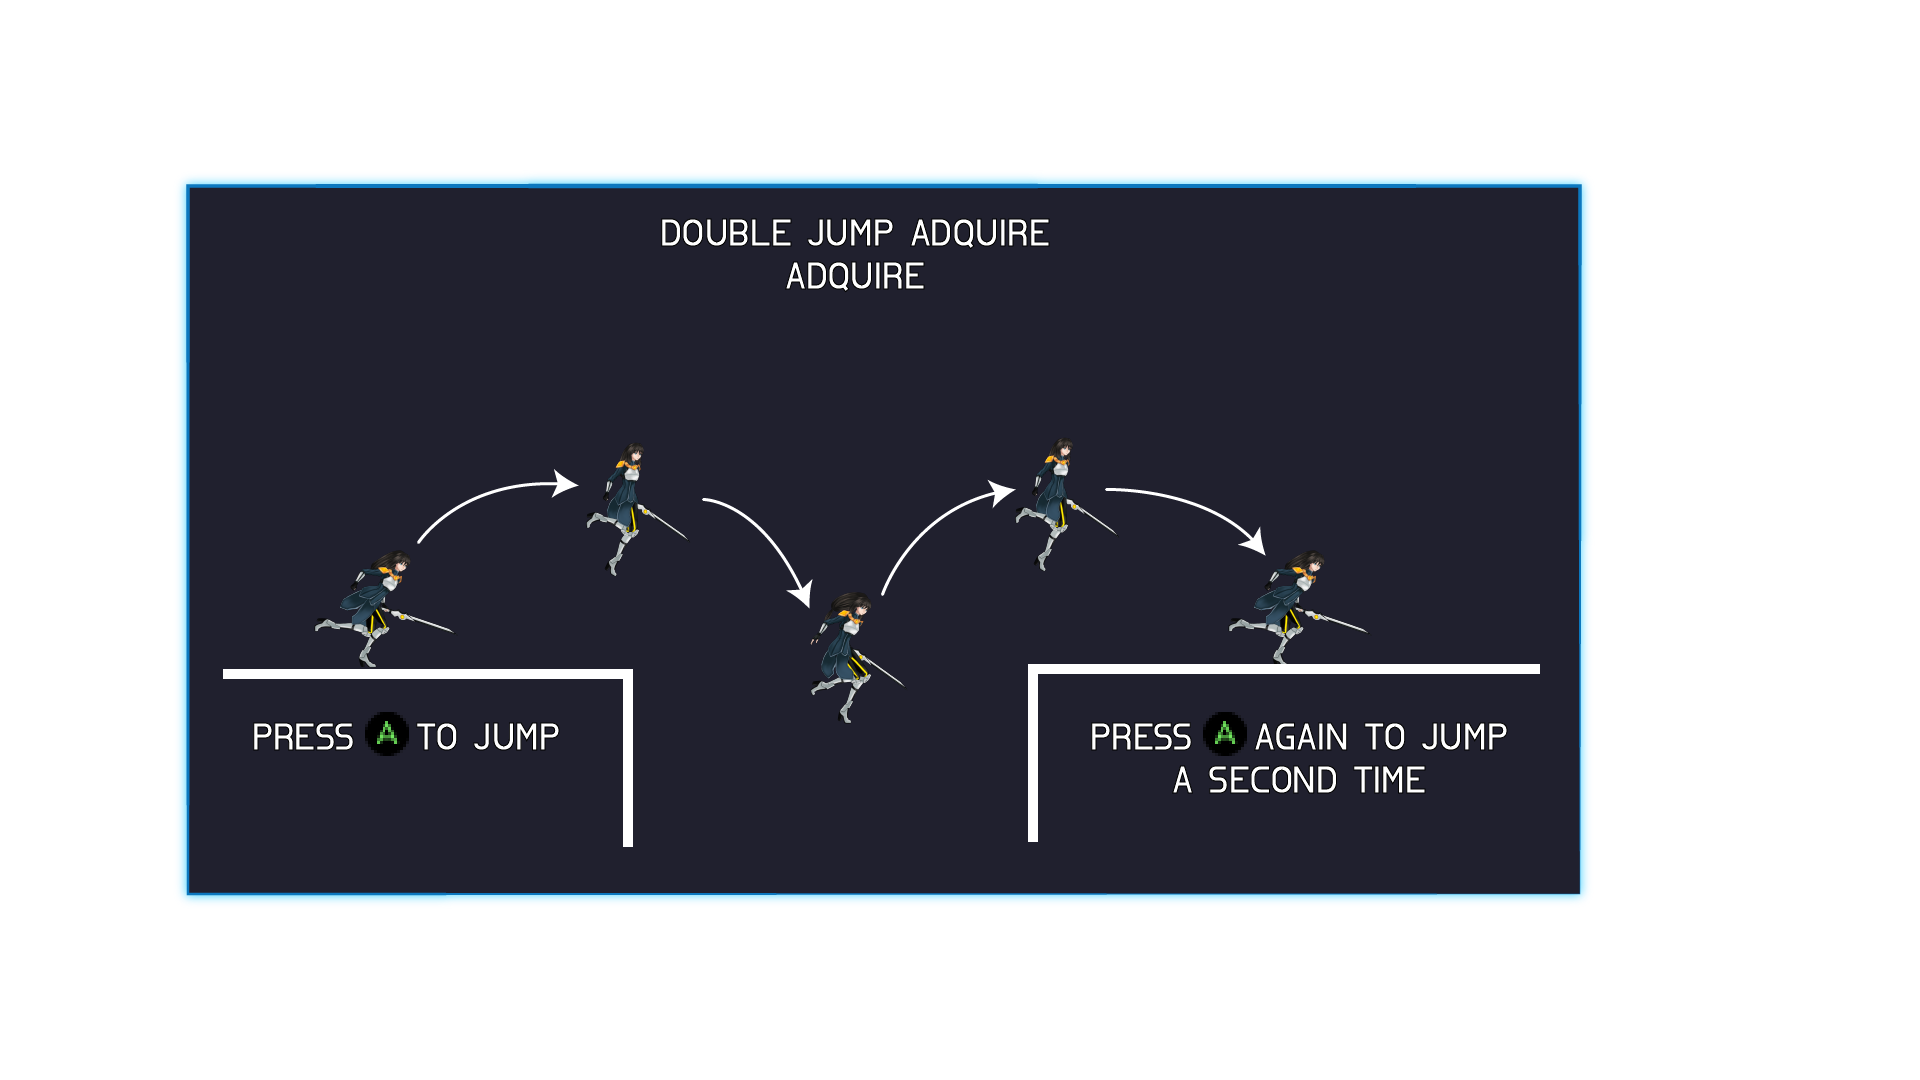 DOUBLE JUMP ADQUIRE
ADQUIRE
PRESS A TO JUMP
PRESS A AGAIN TO JUMP
A SECOND TIME